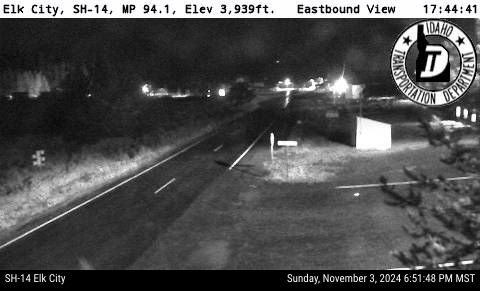 Elk City, SH-14, MP 94.1, Elev 3,939ft. Eastbound View 17:44:41
IDAHO
TRANSPORTATION DEPARTMENT
SH-14 Elk City Sunday, November 3, 2024 6:51:48 PM MST